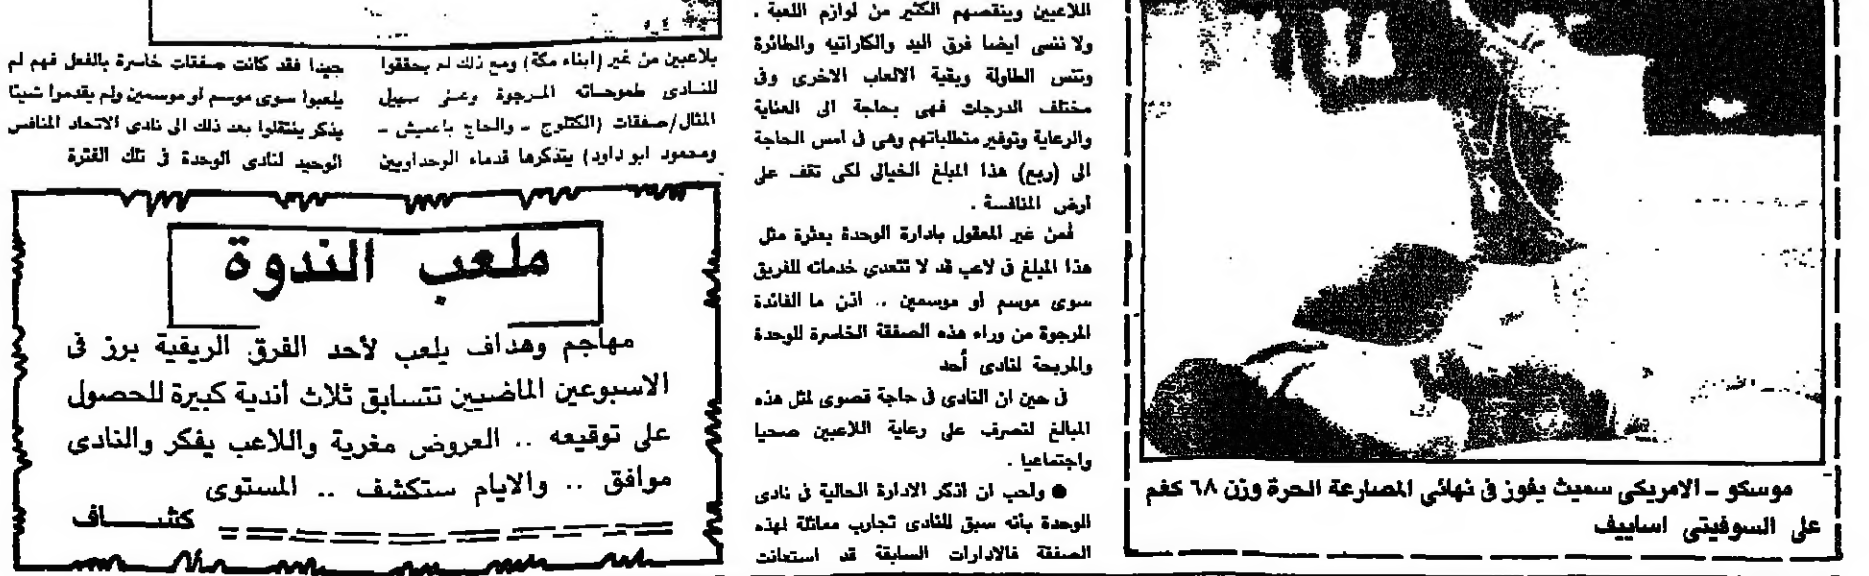 موسكو ـ الامريكى سميث يفوز فى نهائي المصارعة الحرة وزن ٦٨ كغم
على السوفيتى اساييف
اللاعبين وينقصهم الكثير من لوازم اللعبة .
ولا ننسى ايضا فرق اليد والكاراتيه والطائرة
وتنس الطاولة وبقية الالعاب الاخرى وفى
مختلف الدرجات فهى بحاجة الى العناية
والرعاية وتوفير متطلباتهم وهى فى امس الحاجة
الى (ربع) هذا المبلغ الخيالى لكى تقف على
أرض المنافسة .
فمن غير المعقول بادارة الوحدة بعثرة مثل
هذا المبلغ فى لاعب قد لا تتعدى خدماته للفريق
سوى موسم او موسمين .. اذن ما الفائدة
المرجوة من وراء هذه الصفقة الخاسرة للوحدة
والمربحة لنادى أحد
فى حين ان النادى فى حاجة قصوى لمثل هذه
المبالغ لتصرف على رعاية اللاعبين صحيا
واجتماعيا .
● ولحب ان اذكر الادارة الحالية فى نادى
الوحدة بأنه سبق للنادى تجارب مماثلة لهذه
الصفقة فالادارات السابقة قد استعانت
بلاعبين من غير (ابناء مكة) ومع ذلك لم يحققوا
للنادى طموحاته المرجوة وعلى سبيل
المثال/صفقات (الكتلوج ـ والحاج باعميش ـ
ومحمود ابو داود) يتذكرها قدماء الوحداويين
جيدا فقد كانت صفقات خاسرة بالفعل فهم لم
يلعبوا سوى موسم او موسمين ولم يقدموا شيئا
يذكر ينتقلوا بعد ذلك الى نادى الاتحاد المنافس
الوحيد لنادى الوحدة فى تلك الفترة
ملعب الندوة
مهاجم وهداف يلعب لأحد الفرق الريقية برز فى
الاسبوعين الماضيين تتسابق ثلاث أندية كبيرة للحصول
على توقيعه .. العروض مغرية واللاعب يفكر والنادى
موافق .. والايام ستكشف .. المستوى
كشـــاف